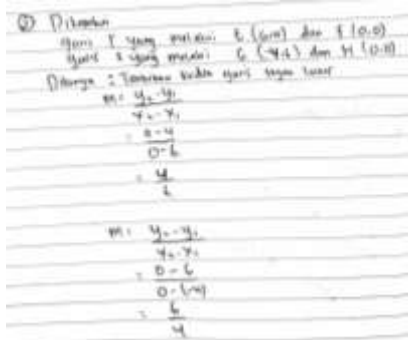 ② Diketahui
garis r yang melalui E (6,4) dan F (0,0)
garis s yang melalui G (-4,6) dan H (0,0)
Ditanya : Tentukan kedua garis tegak lurus
m = y₂-y₁
x₂-x₁
= 0-4
0-6
= 4
6
m = y₂-y₁
x₂-x₁
= 0-6
0-(-4)
= 6
4